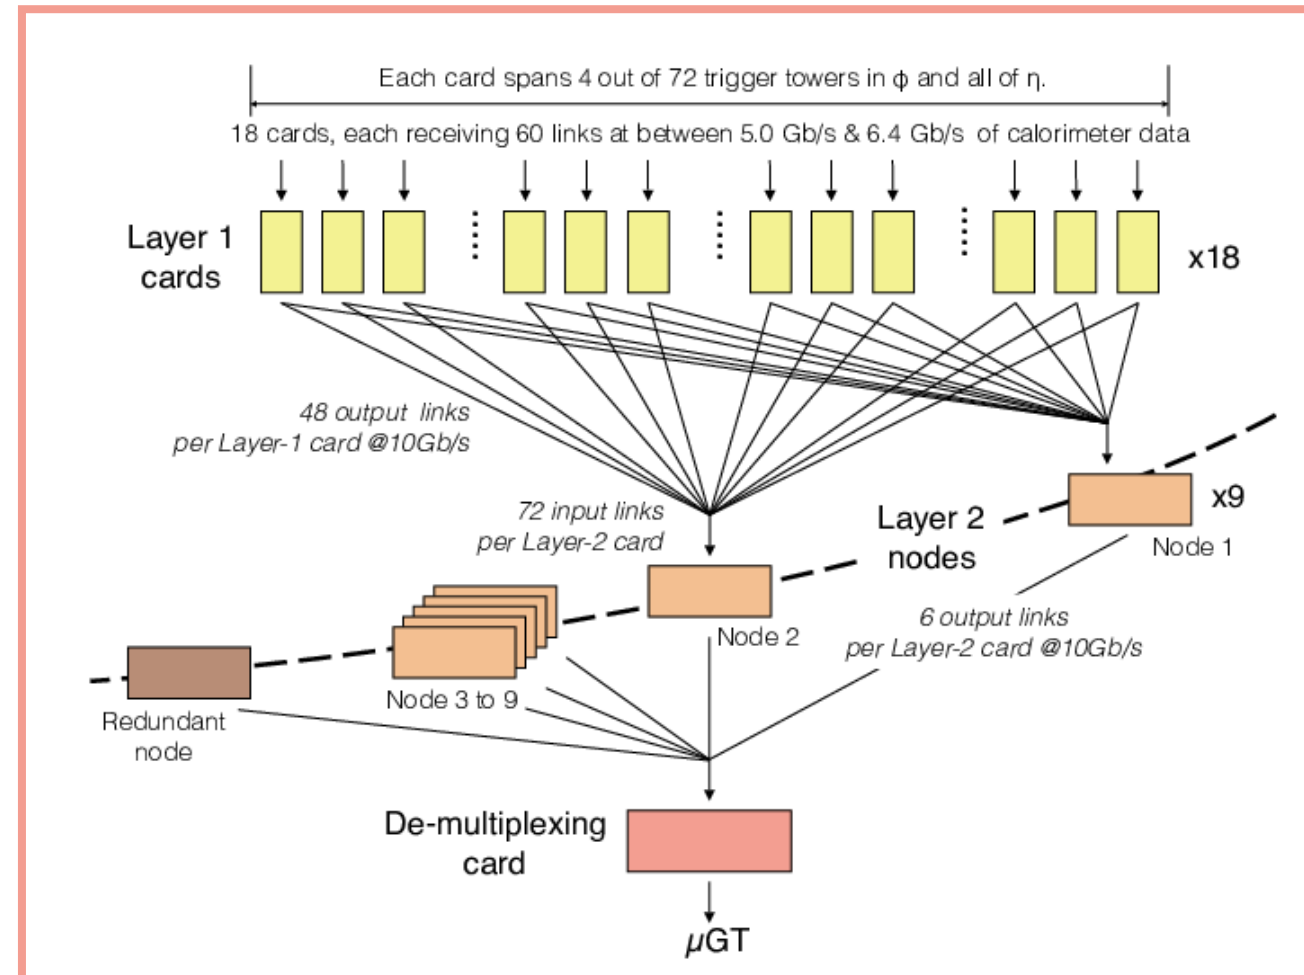 Each card spans 4 out of 72 trigger towers in ϕ and all of η.
18 cards, each receiving 60 links at between 5.0 Gb/s & 6.4 Gb/s of calorimeter data
Layer 1
cards
x18
48 output links
per Layer-1 card @10Gb/s
72 input links
per Layer-2 card
Layer 2
nodes
x9
Node 1
Node 2
6 output links
per Layer-2 card @10Gb/s
Node 3 to 9
Redundant
node
De-multiplexing
card
μGT